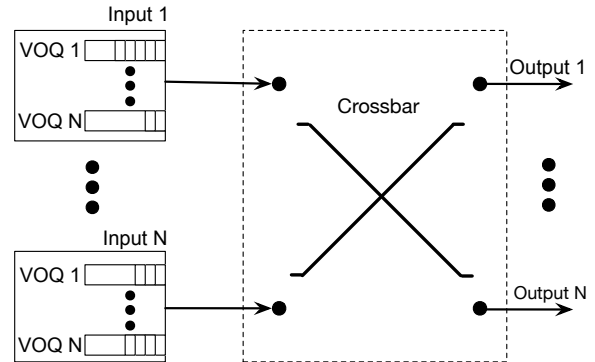 Input 1
VOQ 1
VOQ N
Crossbar
Output 1
Input N
VOQ 1
VOQ N
Output N